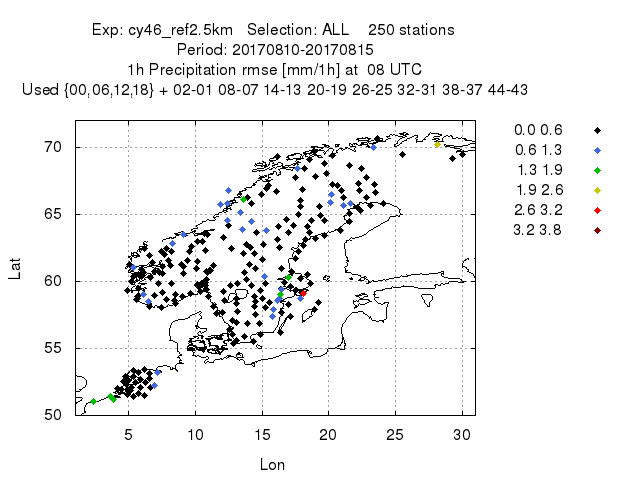 Exp: cy46_ref2.5km Selection: ALL 250 stations
Period: 20170810-20170815
1h Precipitation rmse [mm/1h] at 08 UTC
Used {00,06,12,18} + 02-01 08-07 14-13 20-19 26-25 32-31 38-37 44-43
70
65
60
55
50
Lat
5 10 15 20 25 30
Lon
0.0 0.6
0.6 1.3
1.3 1.9
1.9 2.6
2.6 3.2
3.2 3.8